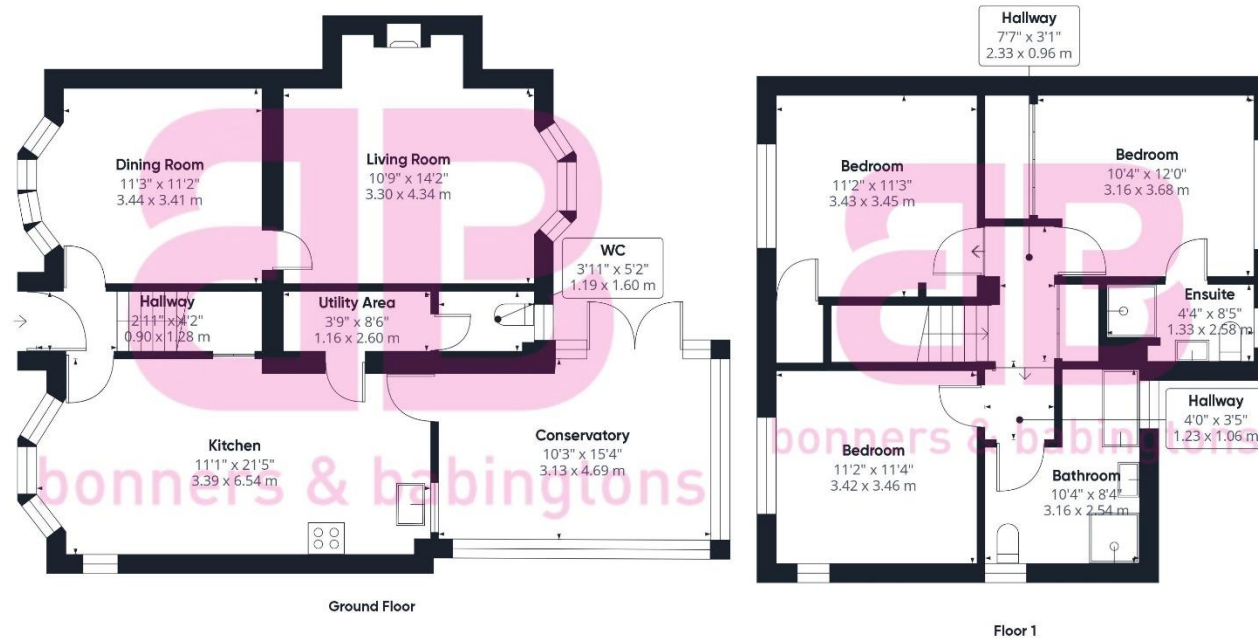 Dining Room
11'3" x 11'2"
3.44 x 3.41 m
Living Room
10'9" x 14'2"
3.30 x 4.34 m
WC
3'11" x 5'2"
1.19 x 1.60 m
Hallway
2'11" x 4'2"
0.90 x 1.28 m
Utility Area
3'9" x 8'6"
1.16 x 2.60 m
Kitchen
11'1" x 21'5"
3.39 x 6.54 m
Conservatory
10'3" x 15'4"
3.13 x 4.69 m
bonners & babingtons
Ground Floor
Hallway
7'7" x 3'1"
2.33 x 0.96 m
Bedroom
11'2" x 11'3"
3.43 x 3.45 m
Bedroom
10'4" x 12'0"
3.16 x 3.68 m
Ensuite
4'4" x 8'5"
1.33 x 2.58 m
Hallway
4'0" x 3'5"
1.23 x 1.06 m
Bedroom
11'2" x 11'4"
3.42 x 3.46 m
Bathroom
10'4" x 8'4"
3.16 x 2.54 m
bonners & babingtons
Floor 1